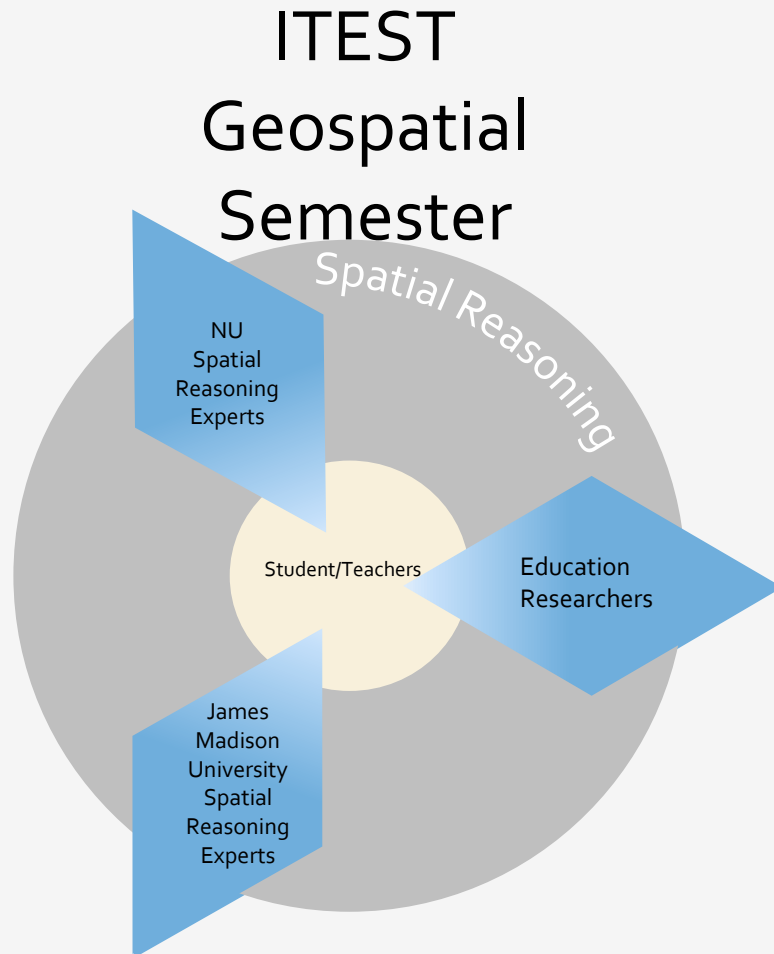 ITEST
Geospatial
Semester
Spatial Reasoning
NU
Spatial
Reasoning
Experts
Student/Teachers
Education
Researchers
James
Madison
University
Spatial
Reasoning
Experts